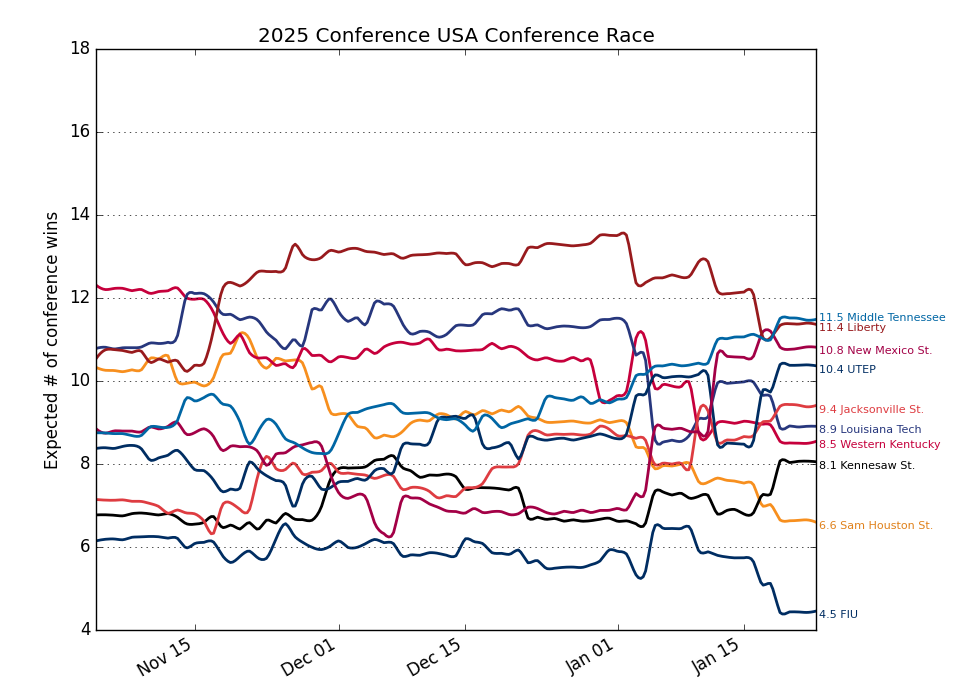 2025 Conference USA Conference Race
Expected # of conference wins
18
16
14
12
10
8
6
4
Nov 15
Dec 01
Dec 15
Jan 01
Jan 15
11.5 Middle Tennessee
11.4 Liberty
10.8 New Mexico St.
10.4 UTEP
9.4 Jacksonville St.
8.9 Louisiana Tech
8.5 Western Kentucky
8.1 Kennesaw St.
6.6 Sam Houston St.
4.5 FIU